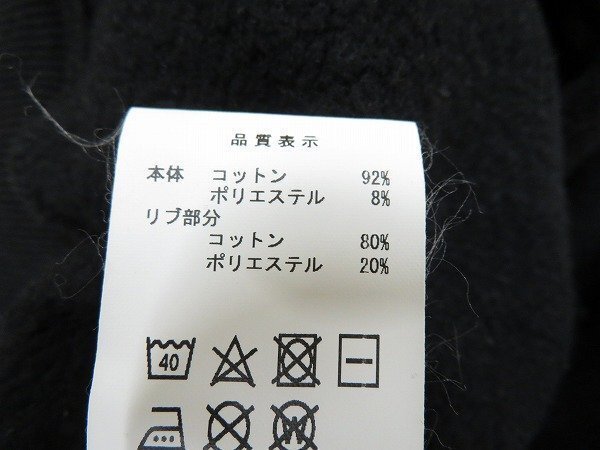 品質表示
本体 コットン 92%
ポリエステル 8%
リブ部分
コットン 80%
ポリエステル 20%
40
W